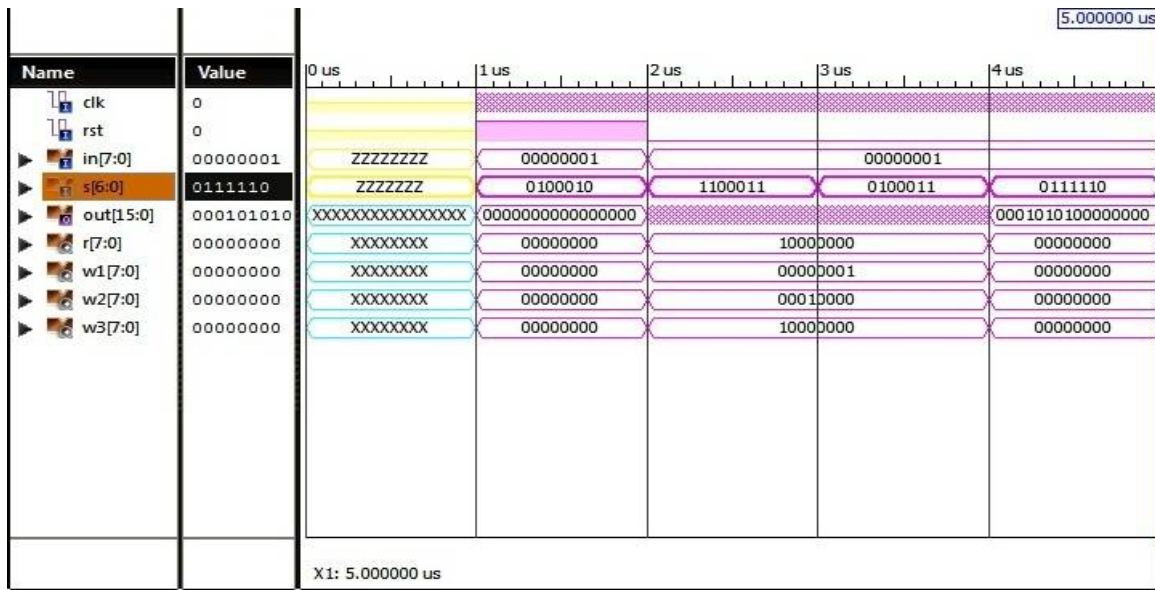 5.000000 us
Name Value 0 us 1 us 2 us 3 us 4 us
clk 0
rst 0
in[7:0] 00000001 ZZZZZZZZ 00000001 00000001
s[6:0] 0111110 ZZZZZZZ 0100010 1100011 0100011 0111110
out[15:0] 000101010 XXXXXXXXXXXXXXXX 0000000000000000 0001010100000000
r[7:0] 00000000 XXXXXXXX 00000000 10000000 00000000
w1[7:0] 00000000 XXXXXXXX 00000000 00000001 00000000
w2[7:0] 00000000 XXXXXXXX 00000000 00010000 00000000
w3[7:0] 00000000 XXXXXXXX 00000000 10000000 00000000
X1: 5.000000 us